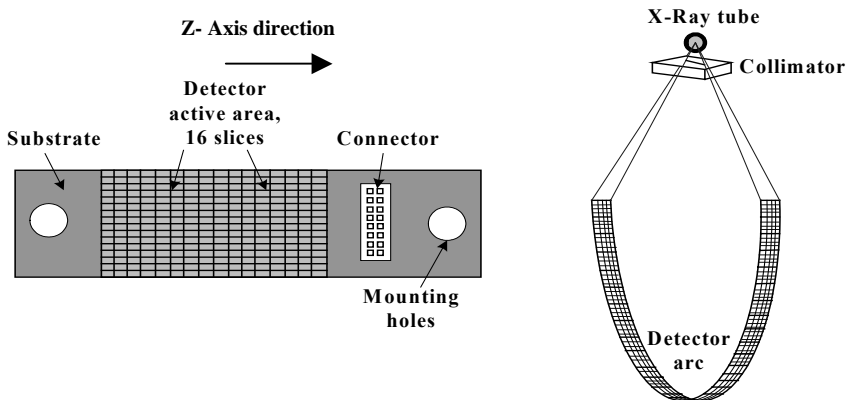 Z- Axis direction
Detector
active area,
16 slices
Substrate
Connector
Mounting
holes
X-Ray tube
Collimator
Detector
arc